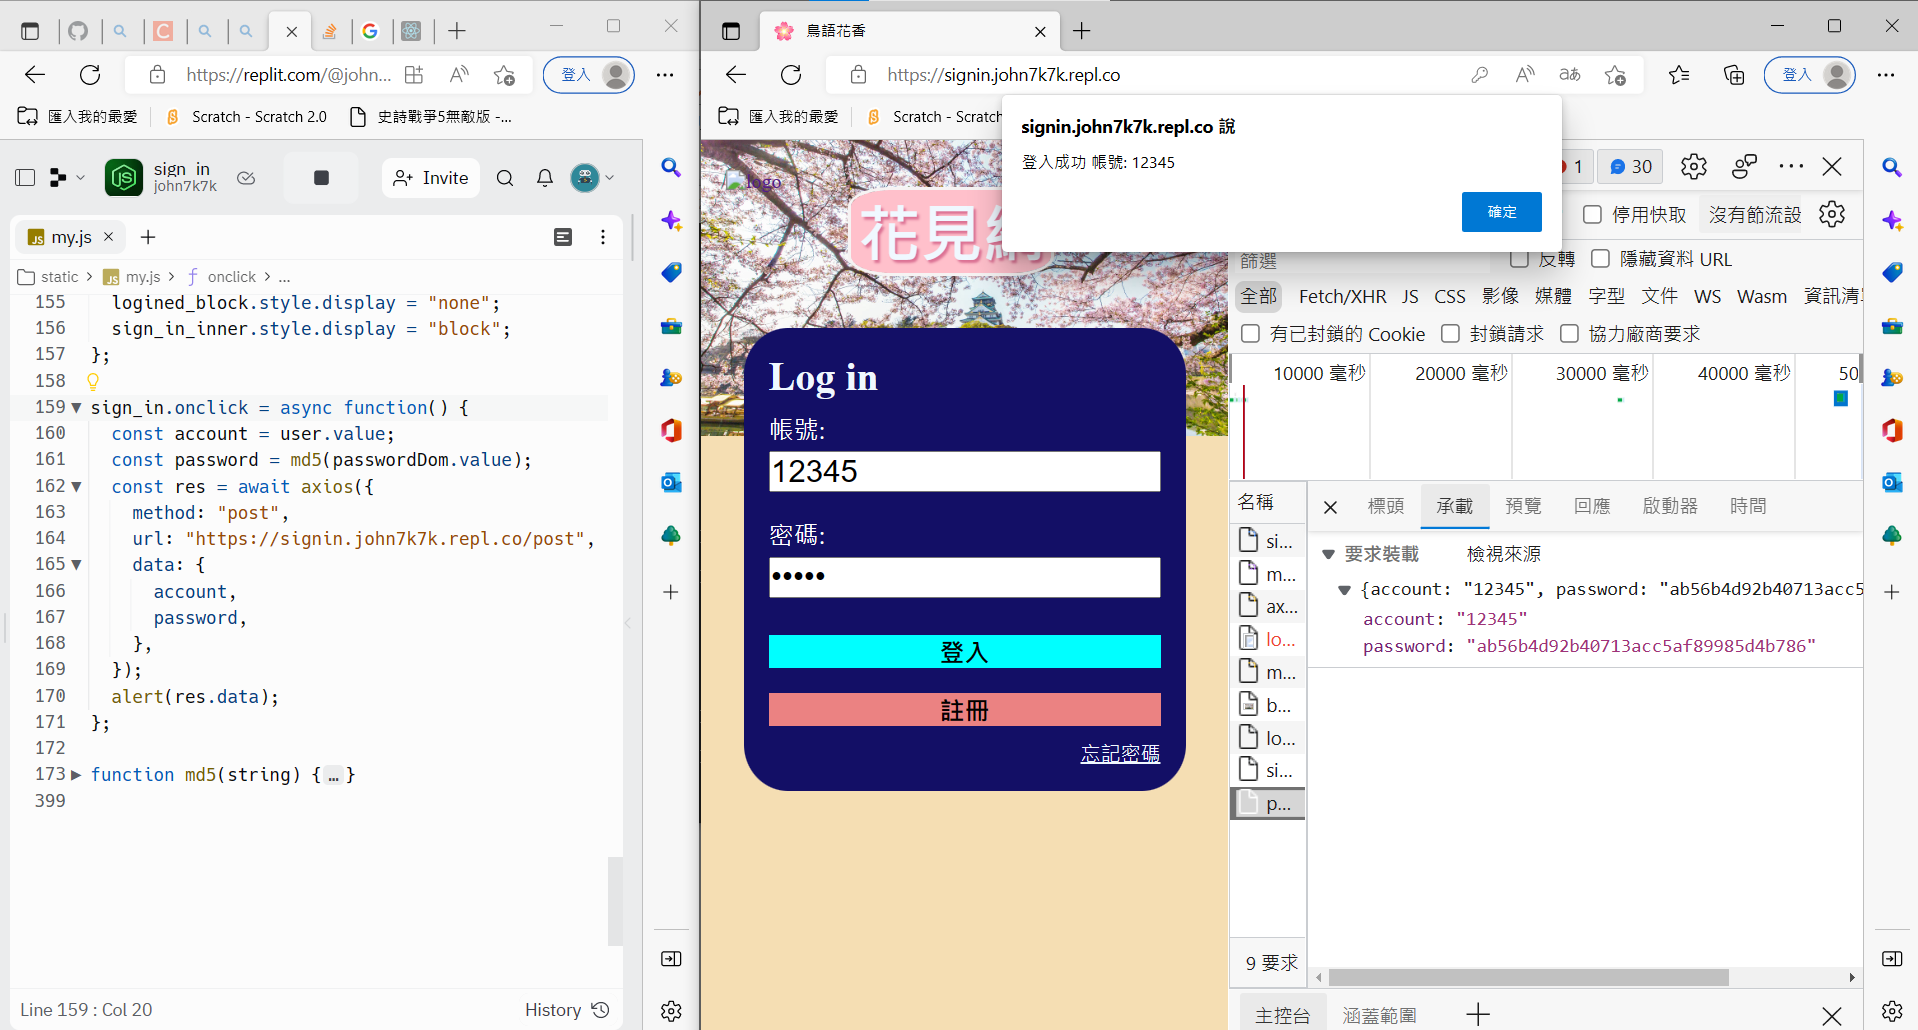 https://replit.com/@john...
登入
匯入我的最愛
Scratch - Scratch 2.0
史詩戰爭5無敵版 -...
sign in
john7k7k
Invite
JS my.js
static > JS my.js > ƒ onclick > ...
155 logined_block.style.display = "none";
156 sign_in_inner.style.display = "block";
157 };
158
159 sign_in.onclick = async function() {
160 const account = user.value;
161 const password = md5(passwordDom.value);
162 const res = await axios({
163 method: "post",
164 url: "https://signin.john7k7k.repl.co/post",
165 data: {
166 account,
167 password,
168 },
169 });
170 alert(res.data);
171 };
172
173 function md5(string) {…}
399
Line 159 : Col 20
History
鳥語花香
https://signin.john7k7k.repl.co
登入
匯入我的最愛
Scratch - Scratch
signin.john7k7k.repl.co 說
登入成功 帳號: 12345
確定
logo
花見
Log in
帳號:
12345
密碼:
•••••
登入
註冊
忘記密碼
1
30
停用快取
沒有節流設
篩選
反轉
隱藏資料 URL
全部
Fetch/XHR
JS
CSS
影像
媒體
字型
文件
WS
Wasm
資訊清
有已封鎖的 Cookie
封鎖請求
協力廠商要求
10000 毫秒
20000 毫秒
30000 毫秒
40000 毫秒
50
名稱
si...
m...
ax...
lo...
m...
b...
lo...
si...
p...
9 要求
標頭
承載
預覽
回應
啟動器
時間
要求裝載
檢視來源
{account: "12345", password: "ab56b4d92b40713acc5
account: "12345"
password: "ab56b4d92b40713acc5af89985d4b786"
主控台
涵蓋範圍